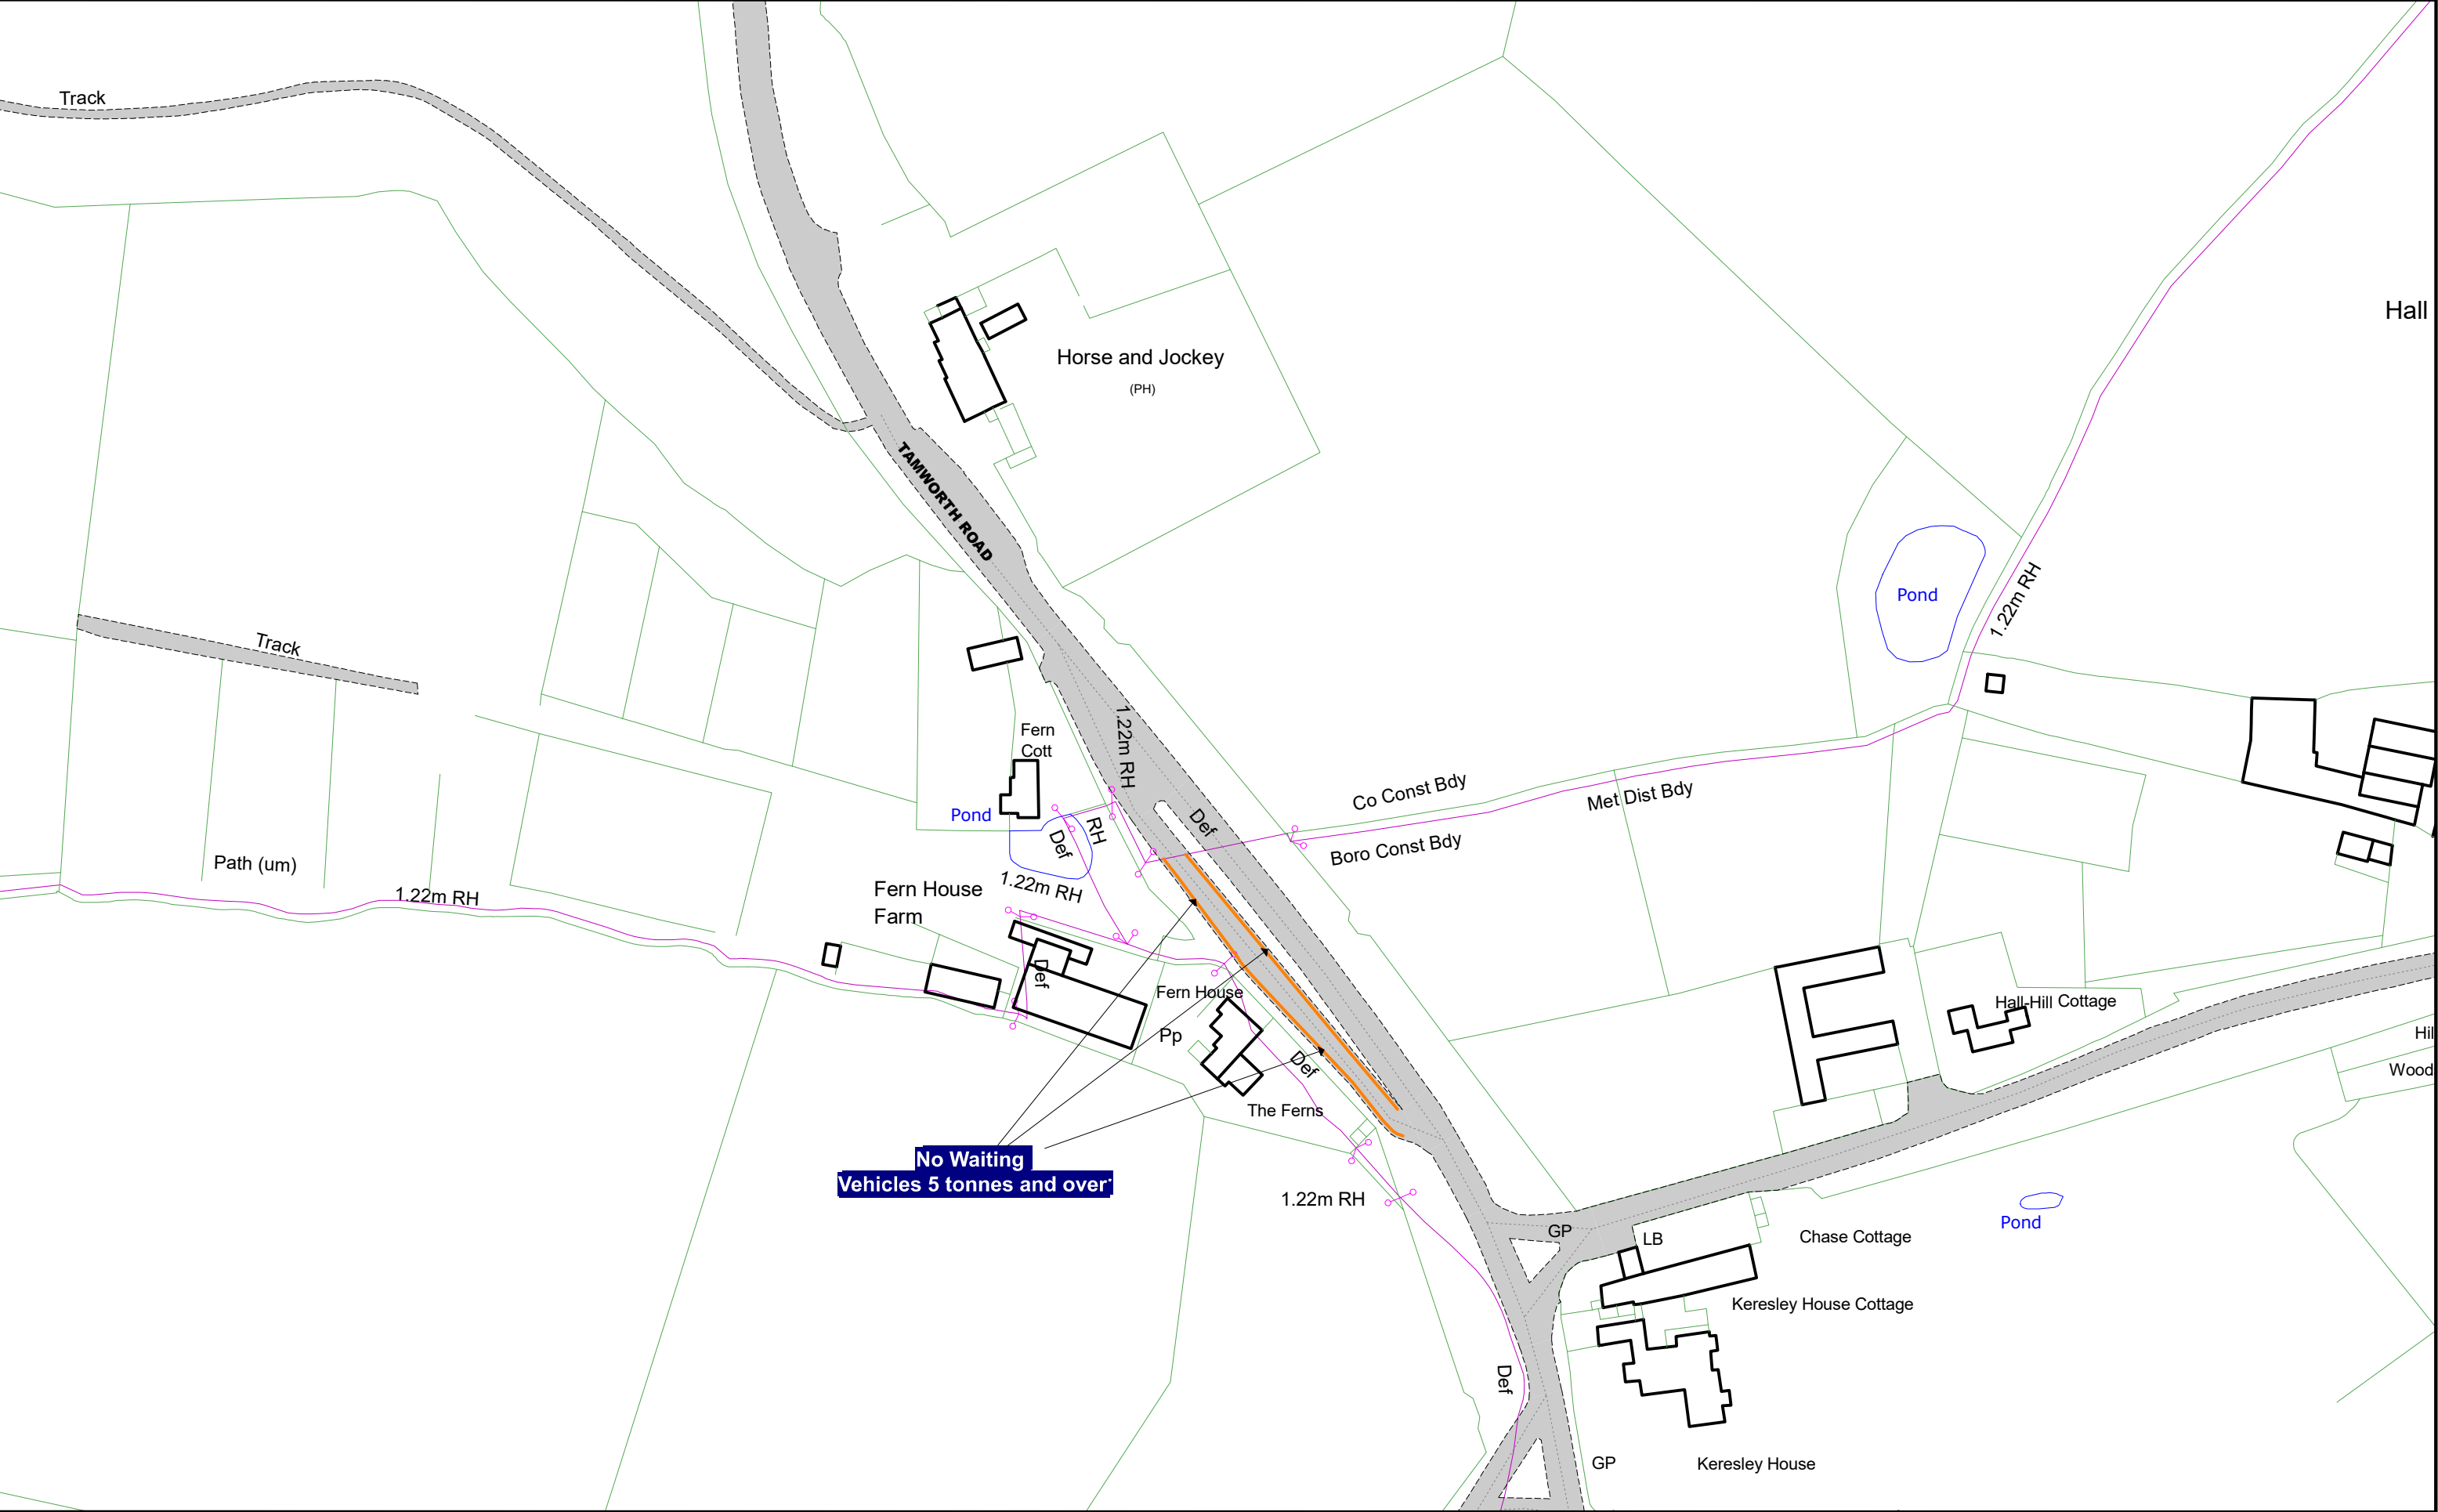 Track
Hall
Horse and Jockey
(PH)
TAMWORTH ROAD
Pond
1.22m RH
Track
Fern
Cott
1.22m RH
Co Const Bdy
Met Dist Bdy
Pond
Def
RH
Def
Boro Const Bdy
Path (um)
1.22m RH
Fern House
Farm
1.22m RH
Def
Fern House
Hall Hill Cottage
Pp
Hil
Def
Wood
The Ferns
No Waiting
Vehicles 5 tonnes and over
1.22m RH
GP
LB
Chase Cottage
Pond
Keresley House Cottage
Def
GP
Keresley House